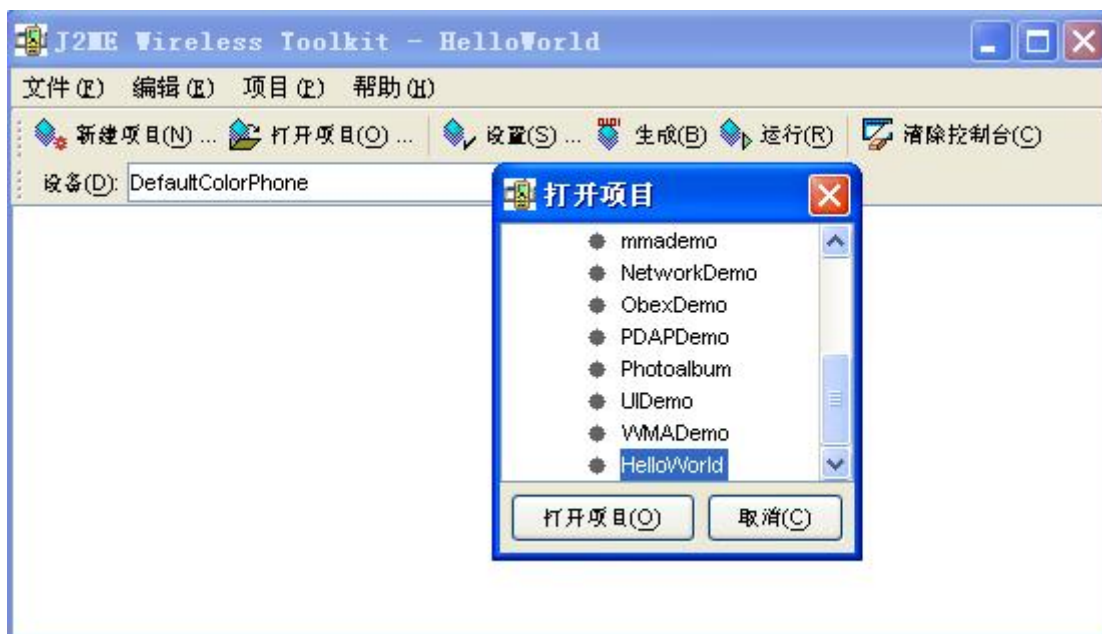 J2ME Wireless Toolkit - HelloWorld
文件(F) 编辑(E) 项目(P) 帮助(H)
新建项目(N) ... 打开项目(O) ... 设置(S) ... 生成(B) 运行(R) 清除控制台(C)
设备(D): DefaultColorPhone
打开项目
mmademo
NetworkDemo
ObexDemo
PDAPDemo
Photoalbum
UIDemo
WMADemo
HelloWorld
打开项目(O) 取消(C)